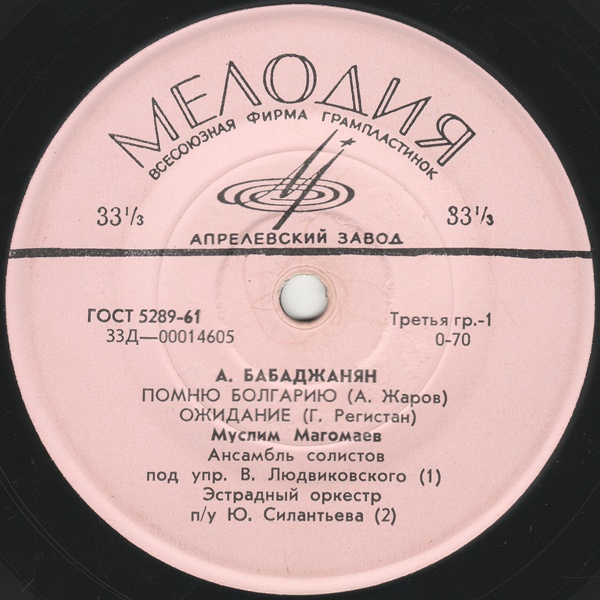 МЕЛОДИЯ
ВСЕСОЮЗНАЯ ФИРМА ГРАМПЛАСТИНОК
33⅓ 33⅓
АПРЕЛЕВСКИЙ ЗАВОД
ГОСТ 5289-61 Третья гр.-1
33Д—00014605 0-70
А. БАБАДЖАНЯН
ПОМНЮ БОЛГАРИЮ (А. Жаров)
ОЖИДАНИЕ (Г. Регистан)
Муслим Магомаев
Ансамбль солистов
под упр. В. Людвиковского (1)
Эстрадный оркестр
п/у Ю. Силантьева (2)